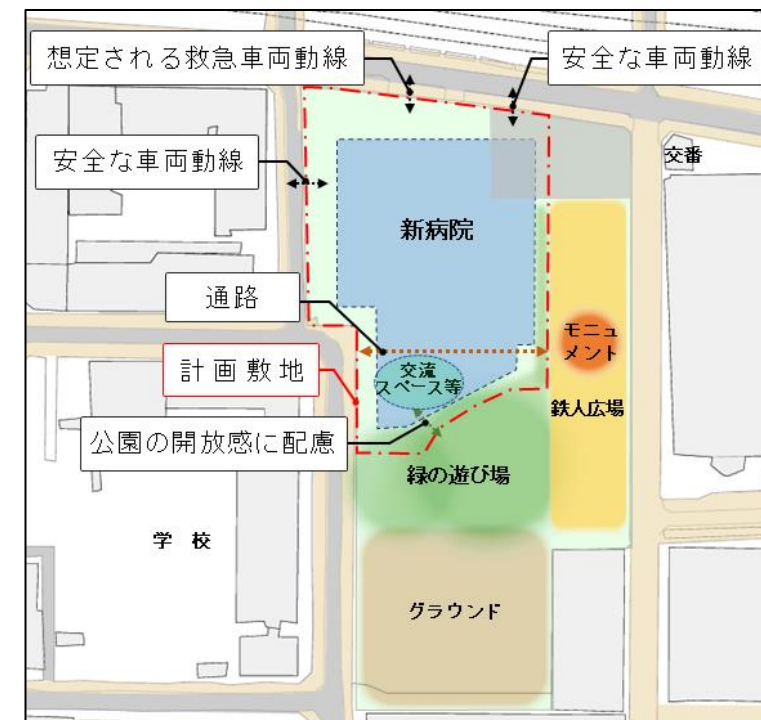 想定される救急車両動線
安全な車両動線
交番
安全な車両動線
新病院
通路
モニュ
メント
計画敷地
交流
スペース等
鉄人広場
公園の開放感に配慮
緑の遊び場
学校
グラウンド